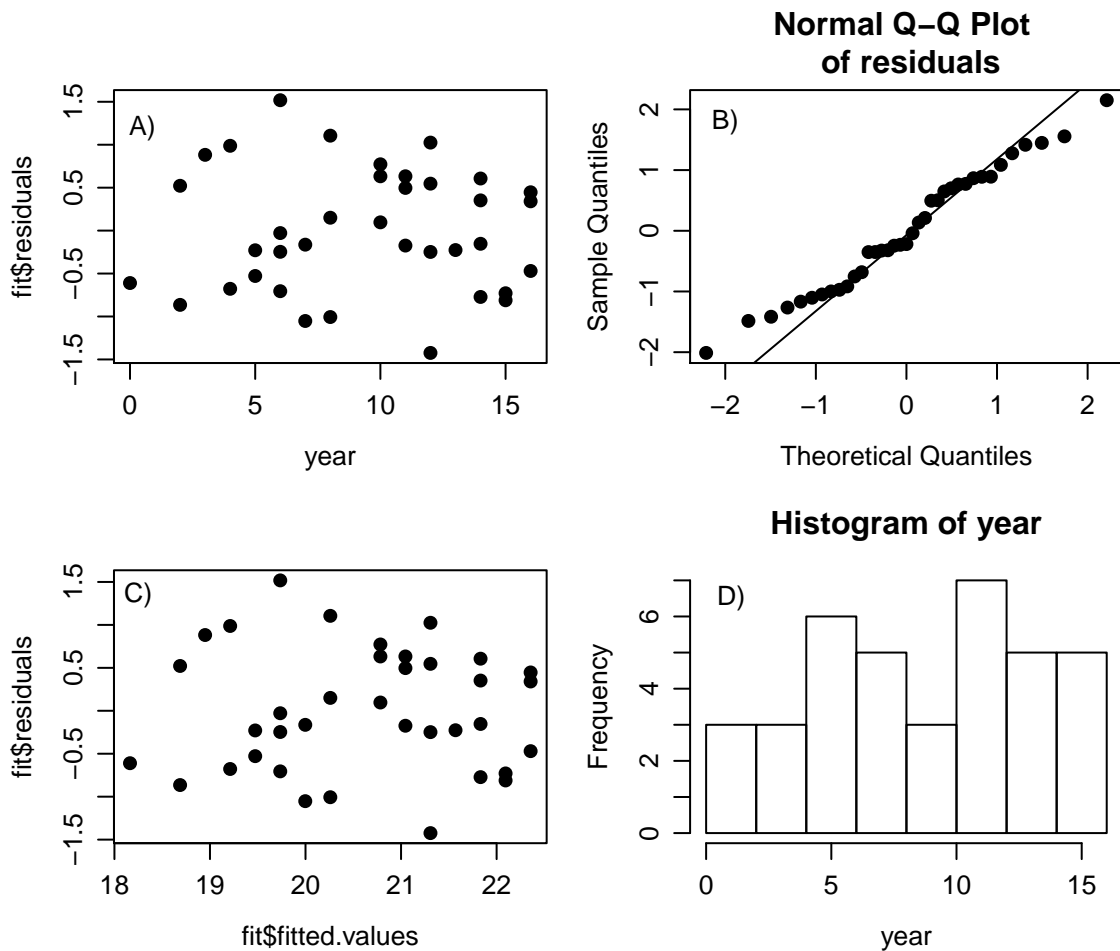 A)
fit$residuals
−1.5
−0.5
0.5
1.5
0 5 10 15
year
Normal Q−Q Plot
of residuals
B)
Sample Quantiles
−2
−1
0
1
2
−2 −1 0 1 2
Theoretical Quantiles
C)
fit$residuals
−1.5
−0.5
0.5
1.5
18 19 20 21 22
fit$fitted.values
Histogram of year
D)
Frequency
0
2
4
6
0 5 10 15
year